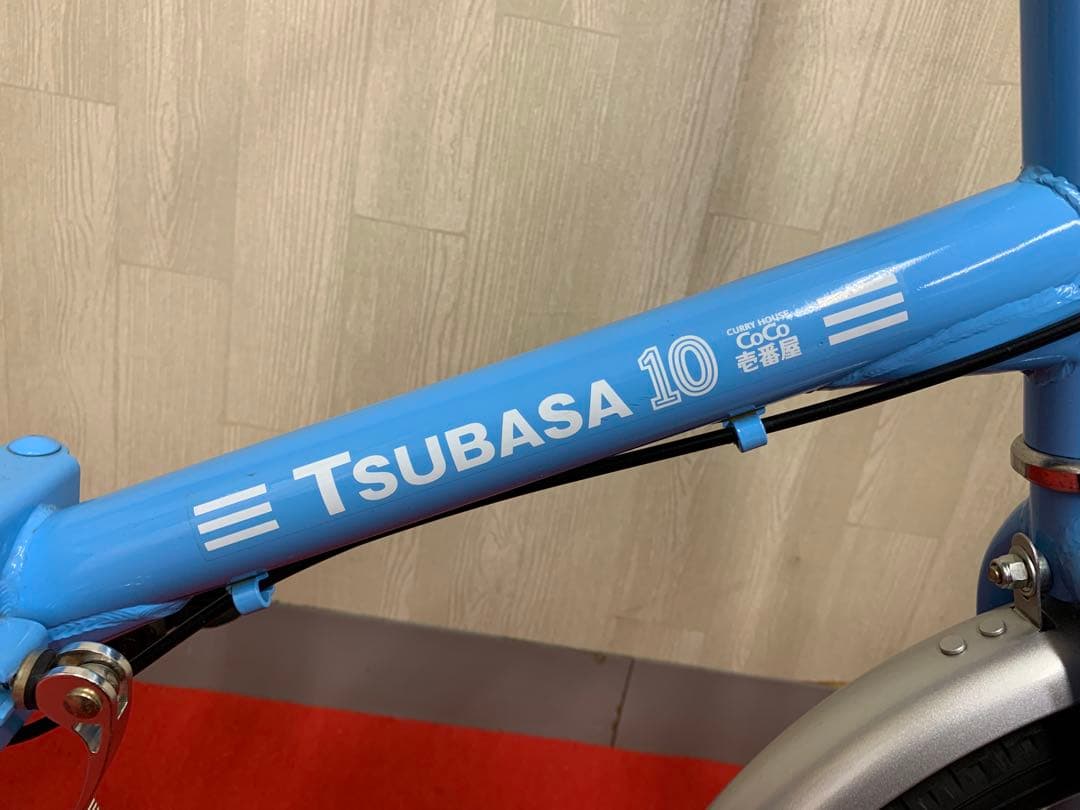 TSUBASA 10
CURRY HOUSE
CoCo
壱番屋